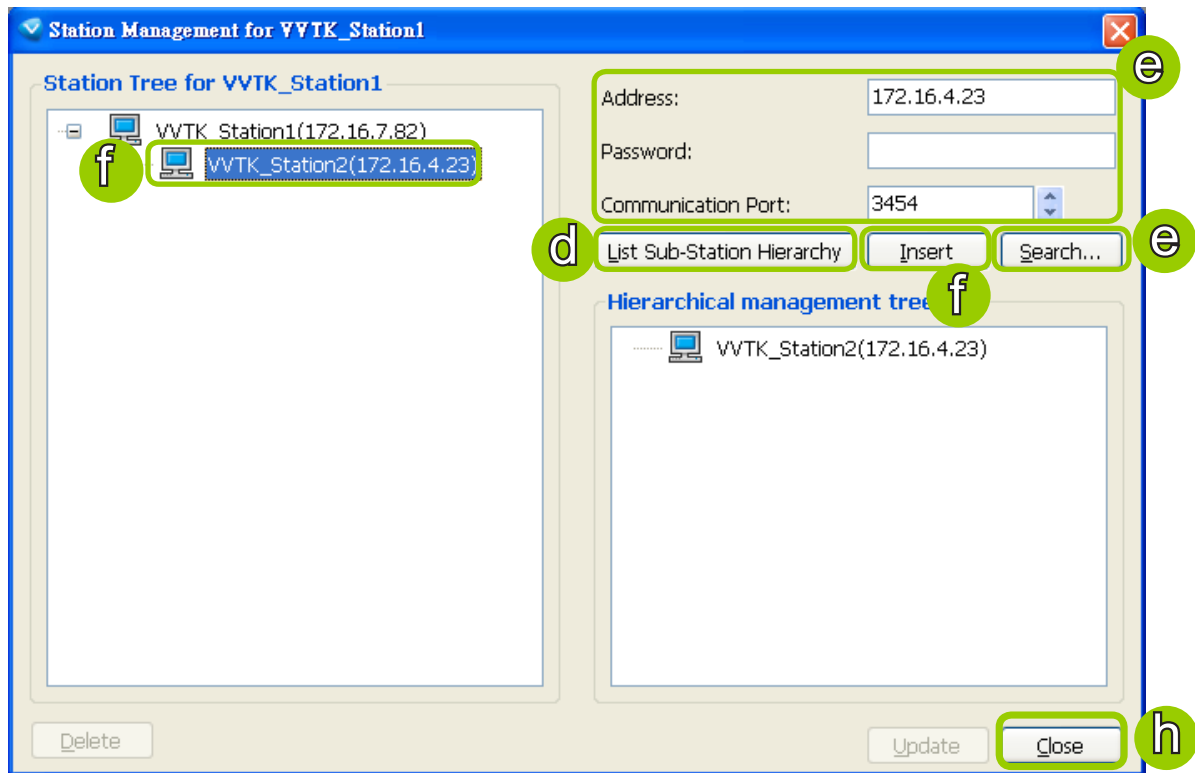 Station Management for VVTK_Station1
e
Station Tree for VVTK_Station1
Address: 172.16.4.23
VVTK_Station1(172.16.7.82)
f VVTK_Station2(172.16.4.23)
Password:
Communication Port: 3454
d List Sub-Station Hierarchy Insert Search... e
f
Hierarchical management tree
VVTK_Station2(172.16.4.23)
Delete Update Close h